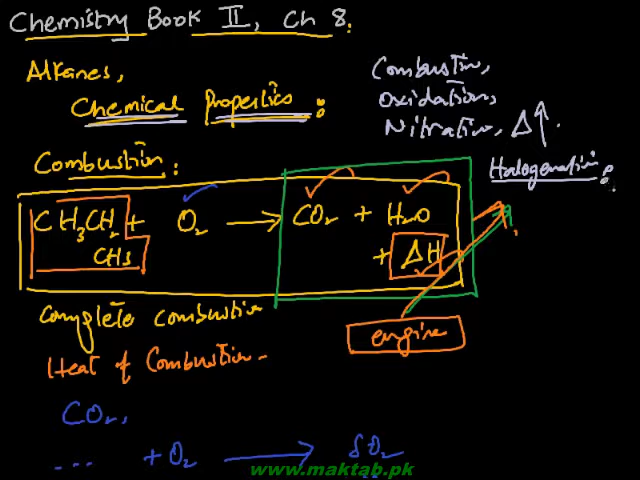 Chemistry Book II, Ch 8.
Alkanes,
Chemical Properties:
Combustion,
Oxidation,
Nitration, Δ↑.
Halogenation:
Combustion:
CH₃CH₂ + O₂ → CO₂ + H₂O
CH₃ + ΔH
Complete Combustion
engine
Heat of Combustion.
CO₂,
... + O₂ → SO₂
www.maktab.pk